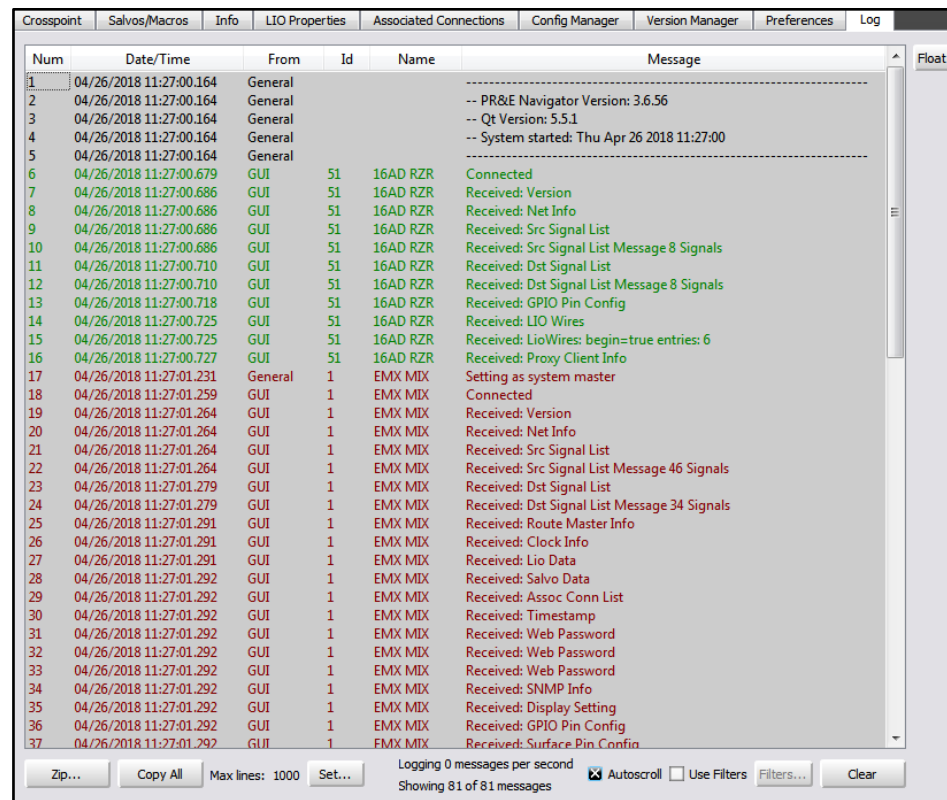 Crosspoint Salvos/Macros Info LIO Properties Associated Connections Config Manager Version Manager Preferences Log
Num Date/Time From Id Name Message Float
1 04/26/2018 11:27:00.164 General ----------------------------------------------------------------------------------
2 04/26/2018 11:27:00.164 General -- PR&E Navigator Version: 3.6.56
3 04/26/2018 11:27:00.164 General -- Qt Version: 5.5.1
4 04/26/2018 11:27:00.164 General -- System started: Thu Apr 26 2018 11:27:00
5 04/26/2018 11:27:00.164 General ----------------------------------------------------------------------------------
6 04/26/2018 11:27:00.679 GUI 51 16AD RZR Connected
7 04/26/2018 11:27:00.686 GUI 51 16AD RZR Received: Version
8 04/26/2018 11:27:00.686 GUI 51 16AD RZR Received: Net Info
9 04/26/2018 11:27:00.686 GUI 51 16AD RZR Received: Src Signal List
10 04/26/2018 11:27:00.686 GUI 51 16AD RZR Received: Src Signal List Message 8 Signals
11 04/26/2018 11:27:00.710 GUI 51 16AD RZR Received: Dst Signal List
12 04/26/2018 11:27:00.710 GUI 51 16AD RZR Received: Dst Signal List Message 8 Signals
13 04/26/2018 11:27:00.718 GUI 51 16AD RZR Received: GPIO Pin Config
14 04/26/2018 11:27:00.725 GUI 51 16AD RZR Received: LIO Wires
15 04/26/2018 11:27:00.725 GUI 51 16AD RZR Received: LioWires: begin=true entries: 6
16 04/26/2018 11:27:00.727 GUI 51 16AD RZR Received: Proxy Client Info
17 04/26/2018 11:27:01.231 General 1 EMX MIX Setting as system master
18 04/26/2018 11:27:01.259 GUI 1 EMX MIX Connected
19 04/26/2018 11:27:01.264 GUI 1 EMX MIX Received: Version
20 04/26/2018 11:27:01.264 GUI 1 EMX MIX Received: Net Info
21 04/26/2018 11:27:01.264 GUI 1 EMX MIX Received: Src Signal List
22 04/26/2018 11:27:01.264 GUI 1 EMX MIX Received: Src Signal List Message 46 Signals
23 04/26/2018 11:27:01.279 GUI 1 EMX MIX Received: Dst Signal List
24 04/26/2018 11:27:01.279 GUI 1 EMX MIX Received: Dst Signal List Message 34 Signals
25 04/26/2018 11:27:01.291 GUI 1 EMX MIX Received: Route Master Info
26 04/26/2018 11:27:01.291 GUI 1 EMX MIX Received: Clock Info
27 04/26/2018 11:27:01.291 GUI 1 EMX MIX Received: Lio Data
28 04/26/2018 11:27:01.292 GUI 1 EMX MIX Received: Salvo Data
29 04/26/2018 11:27:01.292 GUI 1 EMX MIX Received: Assoc Conn List
30 04/26/2018 11:27:01.292 GUI 1 EMX MIX Received: Timestamp
31 04/26/2018 11:27:01.292 GUI 1 EMX MIX Received: Web Password
32 04/26/2018 11:27:01.292 GUI 1 EMX MIX Received: Web Password
33 04/26/2018 11:27:01.292 GUI 1 EMX MIX Received: Web Password
34 04/26/2018 11:27:01.292 GUI 1 EMX MIX Received: SNMP Info
35 04/26/2018 11:27:01.292 GUI 1 EMX MIX Received: Display Setting
36 04/26/2018 11:27:01.292 GUI 1 EMX MIX Received: GPIO Pin Config
37 04/26/2018 11:27:01.292 GUI 1 EMX MIX Received: Surface Pin Config
Zip... Copy All Max lines: 1000 Set... Logging 0 messages per second Autoscroll Use Filters Filters... Clear
Showing 81 of 81 messages